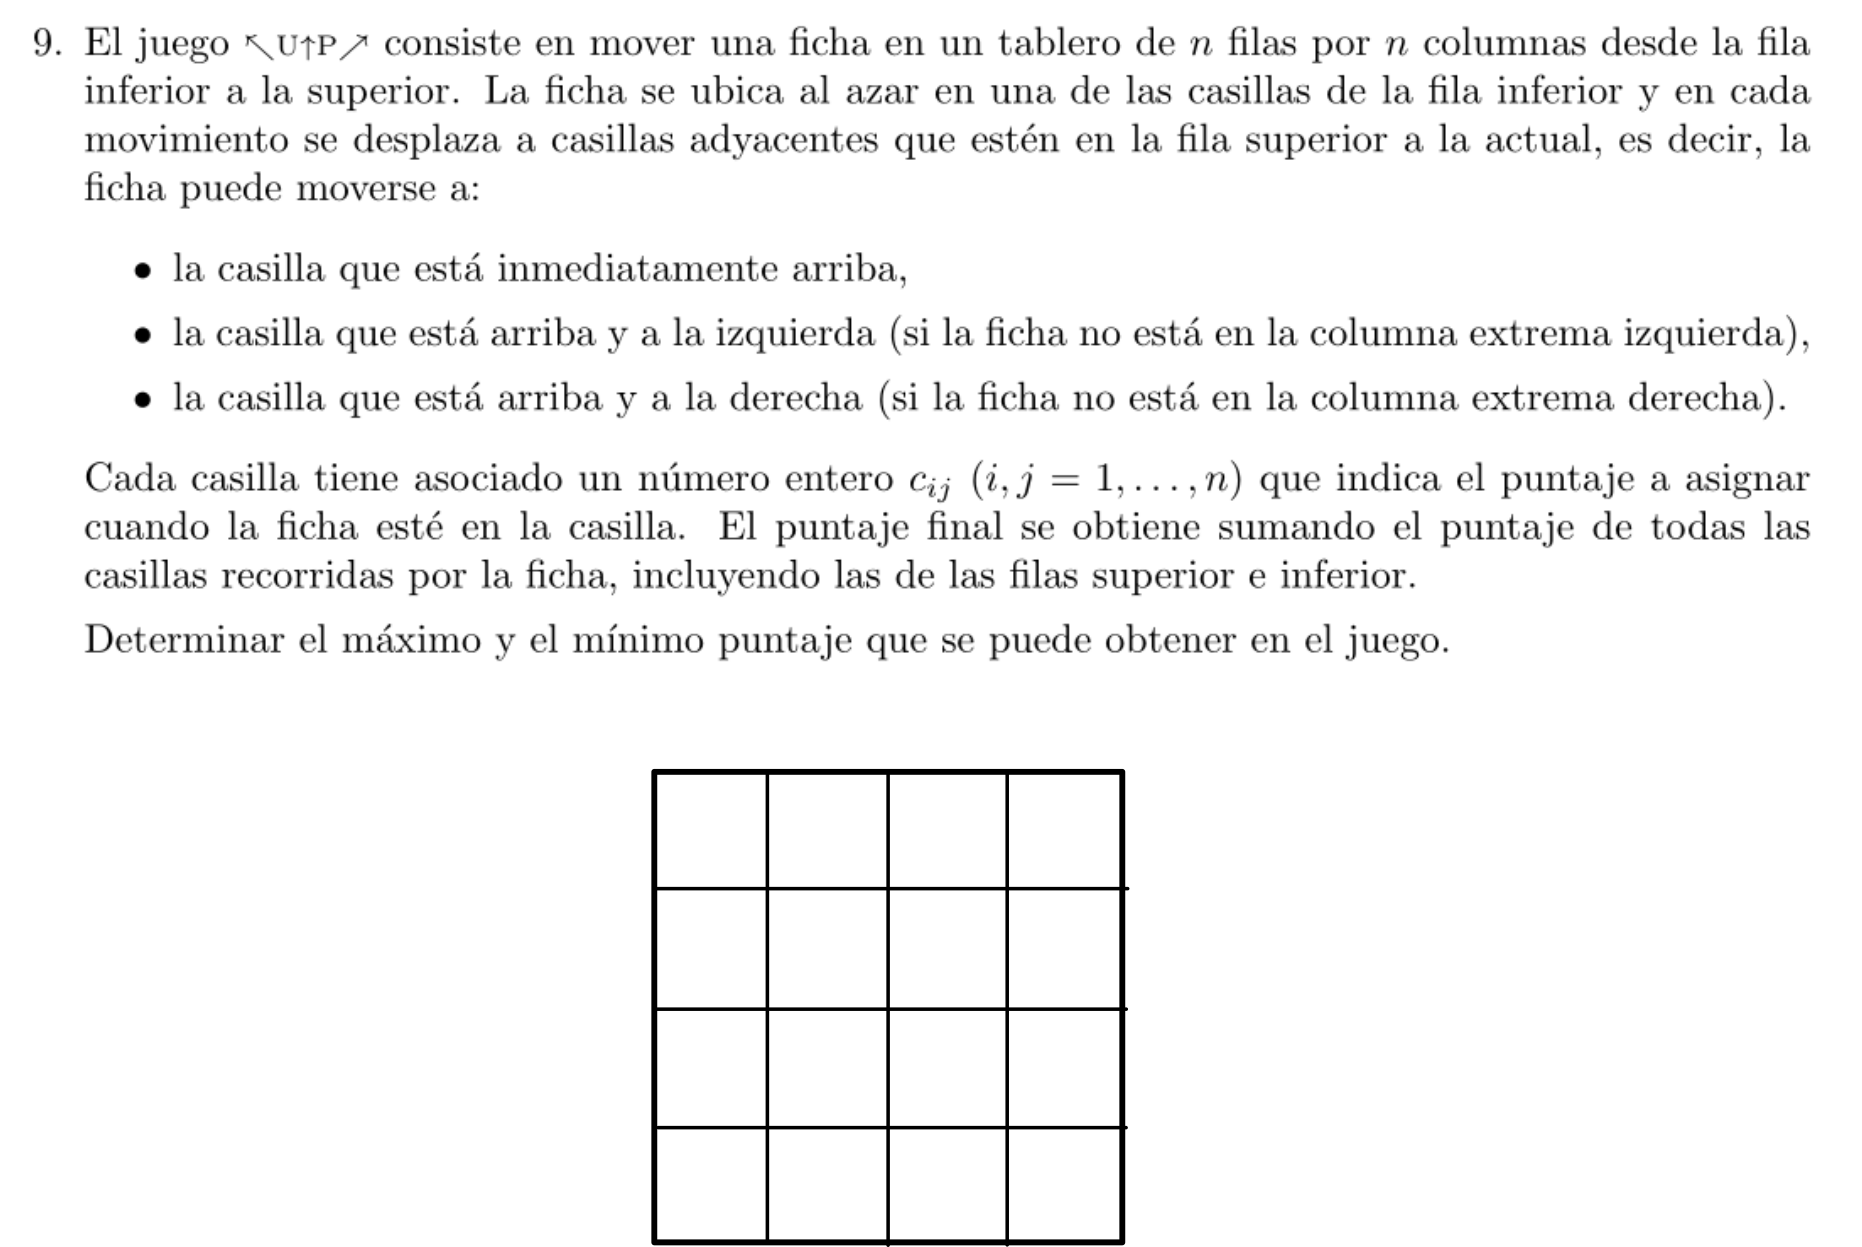 9. El juego ↖U↑P↗ consiste en mover una ficha en un tablero de n filas por n columnas desde la fila
inferior a la superior. La ficha se ubica al azar en una de las casillas de la fila inferior y en cada
movimiento se desplaza a casillas adyacentes que estén en la fila superior a la actual, es decir, la
ficha puede moverse a:
• la casilla que está inmediatamente arriba,
• la casilla que está arriba y a la izquierda (si la ficha no está en la columna extrema izquierda),
• la casilla que está arriba y a la derecha (si la ficha no está en la columna extrema derecha).
Cada casilla tiene asociado un número entero cᵢⱼ (i, j = 1, . . . , n) que indica el puntaje a asignar
cuando la ficha esté en la casilla. El puntaje final se obtiene sumando el puntaje de todas las
casillas recorridas por la ficha, incluyendo las de las filas superior e inferior.
Determinar el máximo y el mínimo puntaje que se puede obtener en el juego.